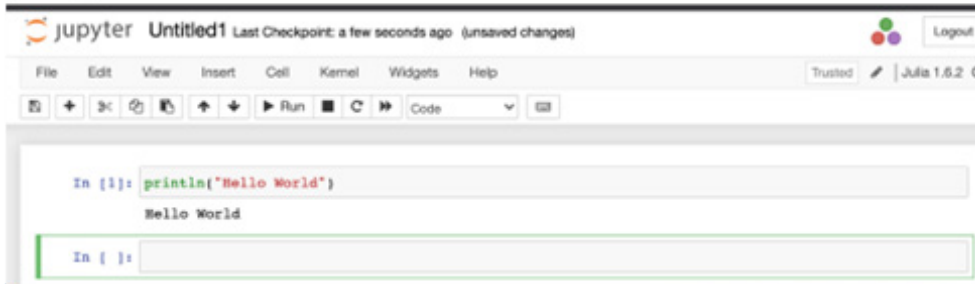 jupyter Untitled1 Last Checkpoint: a few seconds ago (unsaved changes) Logout
File Edit View Insert Cell Kernel Widgets Help Trusted Julia 1.6.2
Run Code
In [1]: println("Hello World")
Hello World
In [ ]: